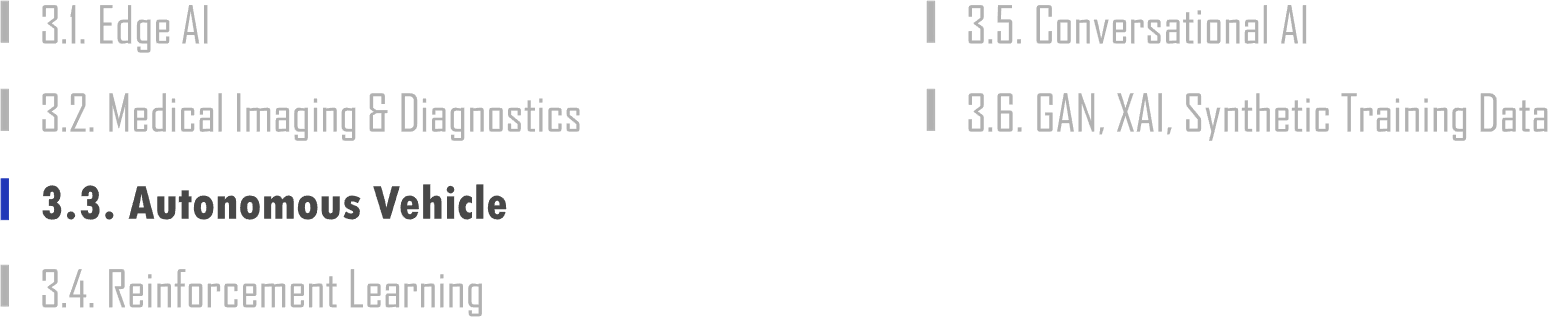 3.1. Edge AI
3.2. Medical Imaging & Diagnostics
3.3. Autonomous Vehicle
3.4. Reinforcement Learning
3.5. Conversational AI
3.6. GAN, XAI, Synthetic Training Data